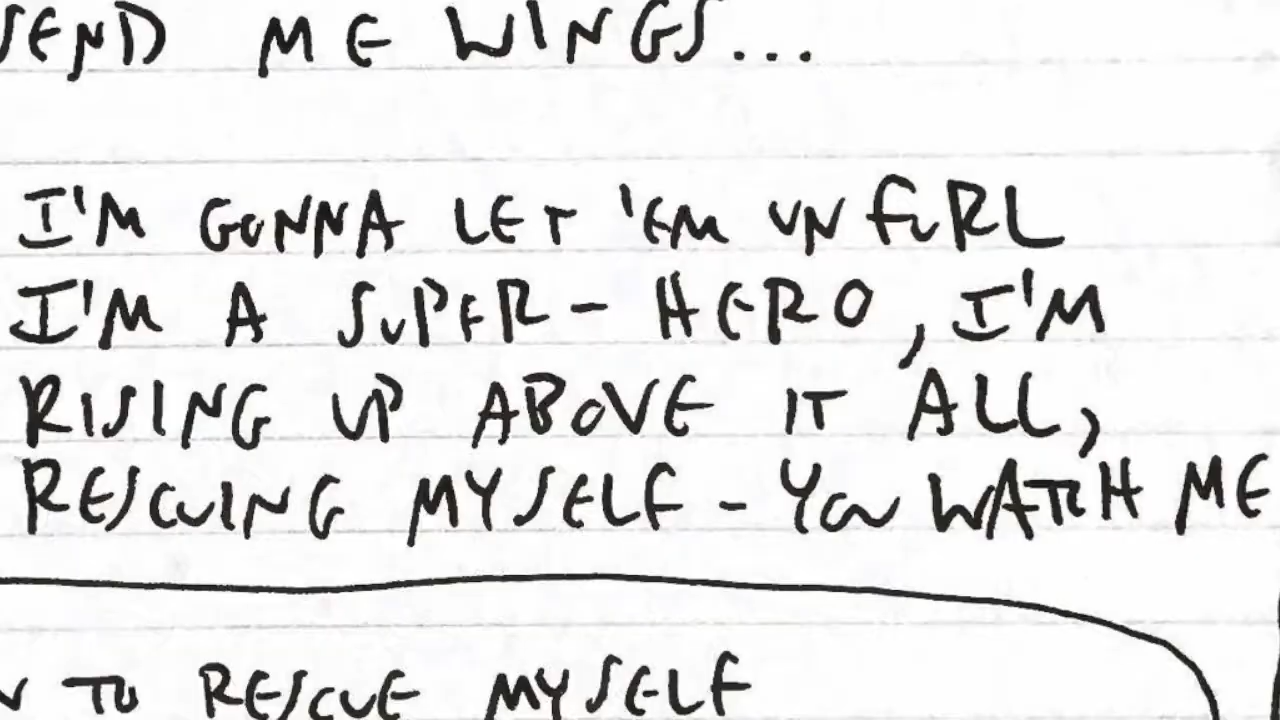 SEND ME WINGS...
I'M GONNA LET 'EM UNFURL
I'M A SUPER-HERO, I'M
RISING UP ABOVE IT ALL,
RESCUING MYSELF - YOU WATCH ME
TO RESCUE MYSELF